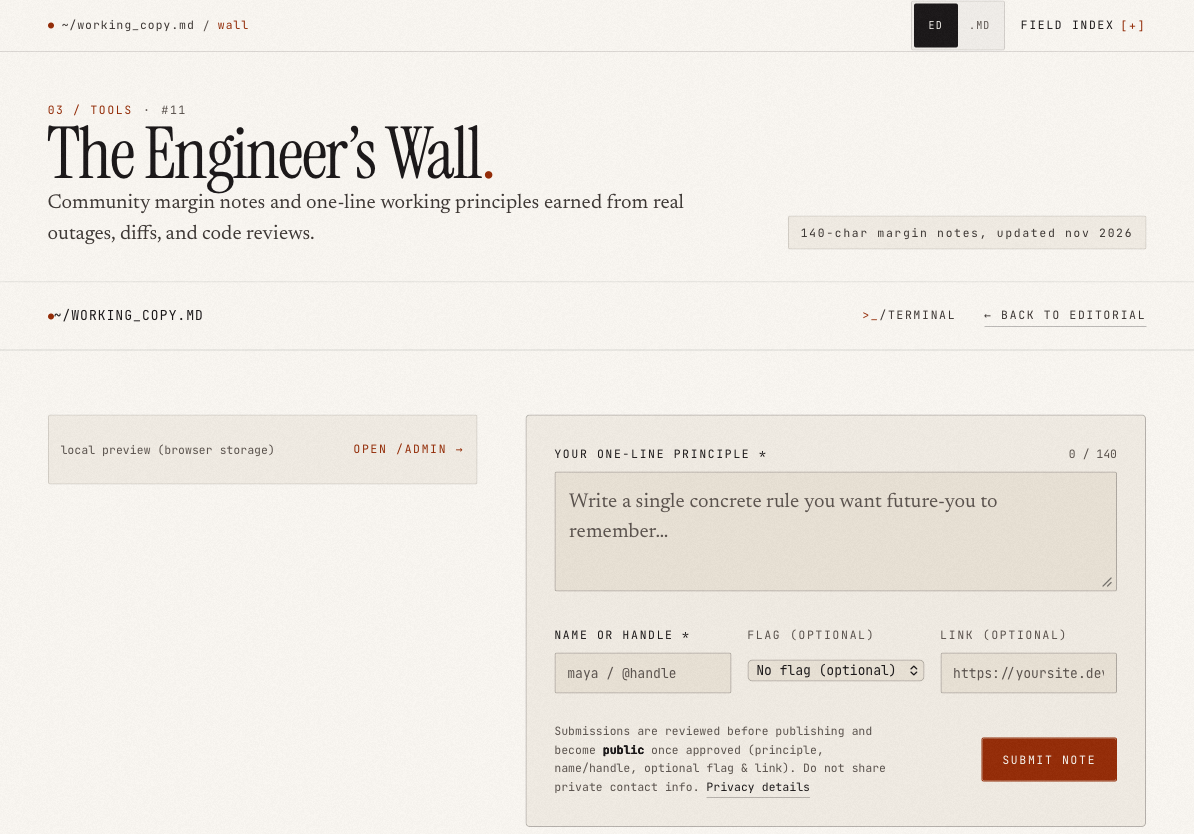 ● ~/working_copy.md / wall
ED .MD FIELD INDEX [+]
03 / TOOLS · #11
The Engineer’s Wall.
Community margin notes and one-line working principles earned from real
outages, diffs, and code reviews.
140-char margin notes, updated nov 2026
●~/WORKING_COPY.MD
>_/TERMINAL ← BACK TO EDITORIAL
local preview (browser storage) OPEN /ADMIN →
YOUR ONE-LINE PRINCIPLE * 0 / 140
Write a single concrete rule you want future-you to
remember…
NAME OR HANDLE * FLAG (OPTIONAL) LINK (OPTIONAL)
maya / @handle No flag (optional) https://yoursite.dev
Submissions are reviewed before publishing and
become public once approved (principle,
name/handle, optional flag & link). Do not share
private contact info. Privacy details
SUBMIT NOTE